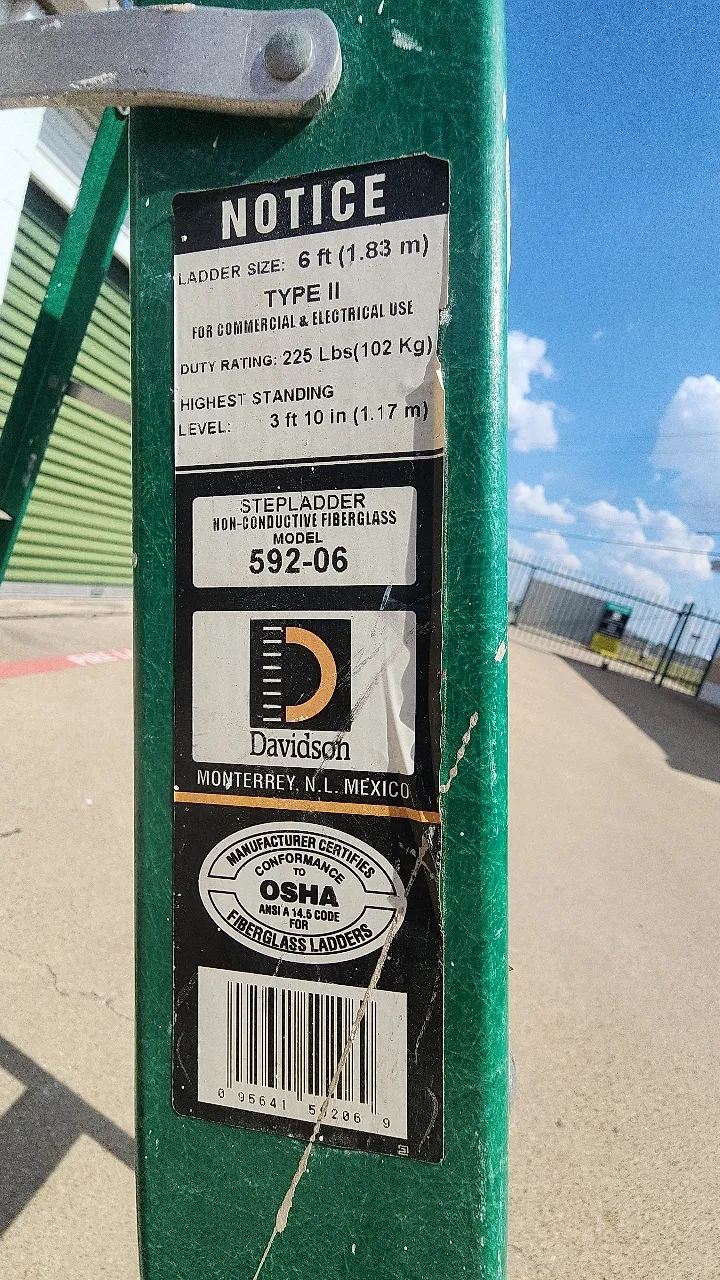 NOTICE
LADDER SIZE: 6 ft (1.83 m)
TYPE II
FOR COMMERCIAL & ELECTRICAL USE
DUTY RATING: 225 Lbs(102 Kg)
HIGHEST STANDING
LEVEL: 3 ft 10 in (1.17 m)
STEPLADDER
NON-CONDUCTIVE FIBERGLASS
MODEL
592-06
Davidson
MONTERREY, N.L. MEXICO
MANUFACTURER CERTIFIES
CONFORMANCE
TO
OSHA
ANSI A 14.5 CODE
FOR
FIBERGLASS LADDERS
0 95641 59206 9